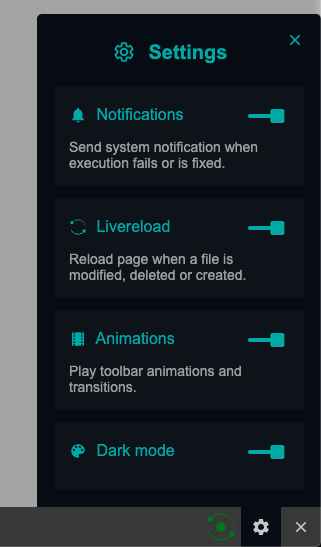 Settings
Notifications
Send system notification when
execution fails or is fixed.
Livereload
Reload page when a file is
modified, deleted or created.
Animations
Play toolbar animations and
transitions.
Dark mode